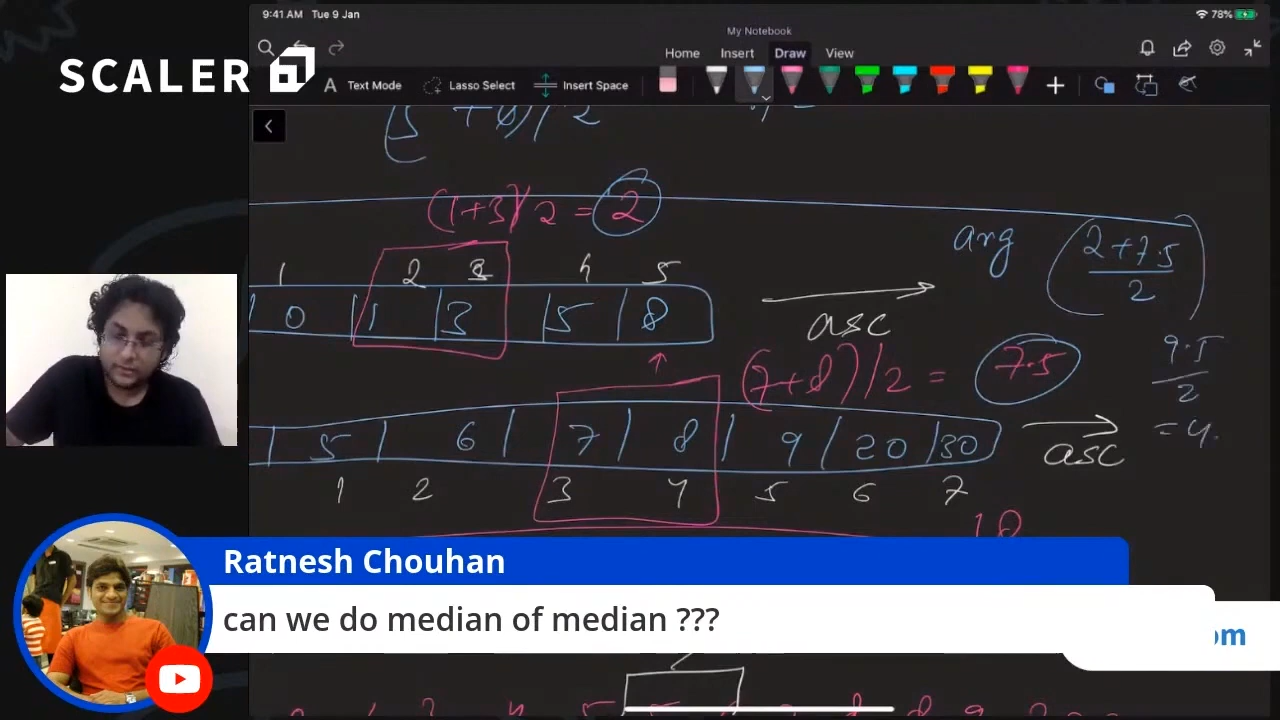 9:41 AM Tue 9 Jan
78%
My Notebook
SCALER
Home Insert Draw View
Text Mode Lasso Select Insert Space
(1+3)/2 = 2
1 2 3 4 5
0 1 3 5 8
asc
avg (2+7.5
2)
(7+8)/2 = 7.5
9.5
2
= 4.
5 6 7 8 9 20 30
asc
1 2 3 4 5 6 7
Ratnesh Chouhan
can we do median of median ???
om